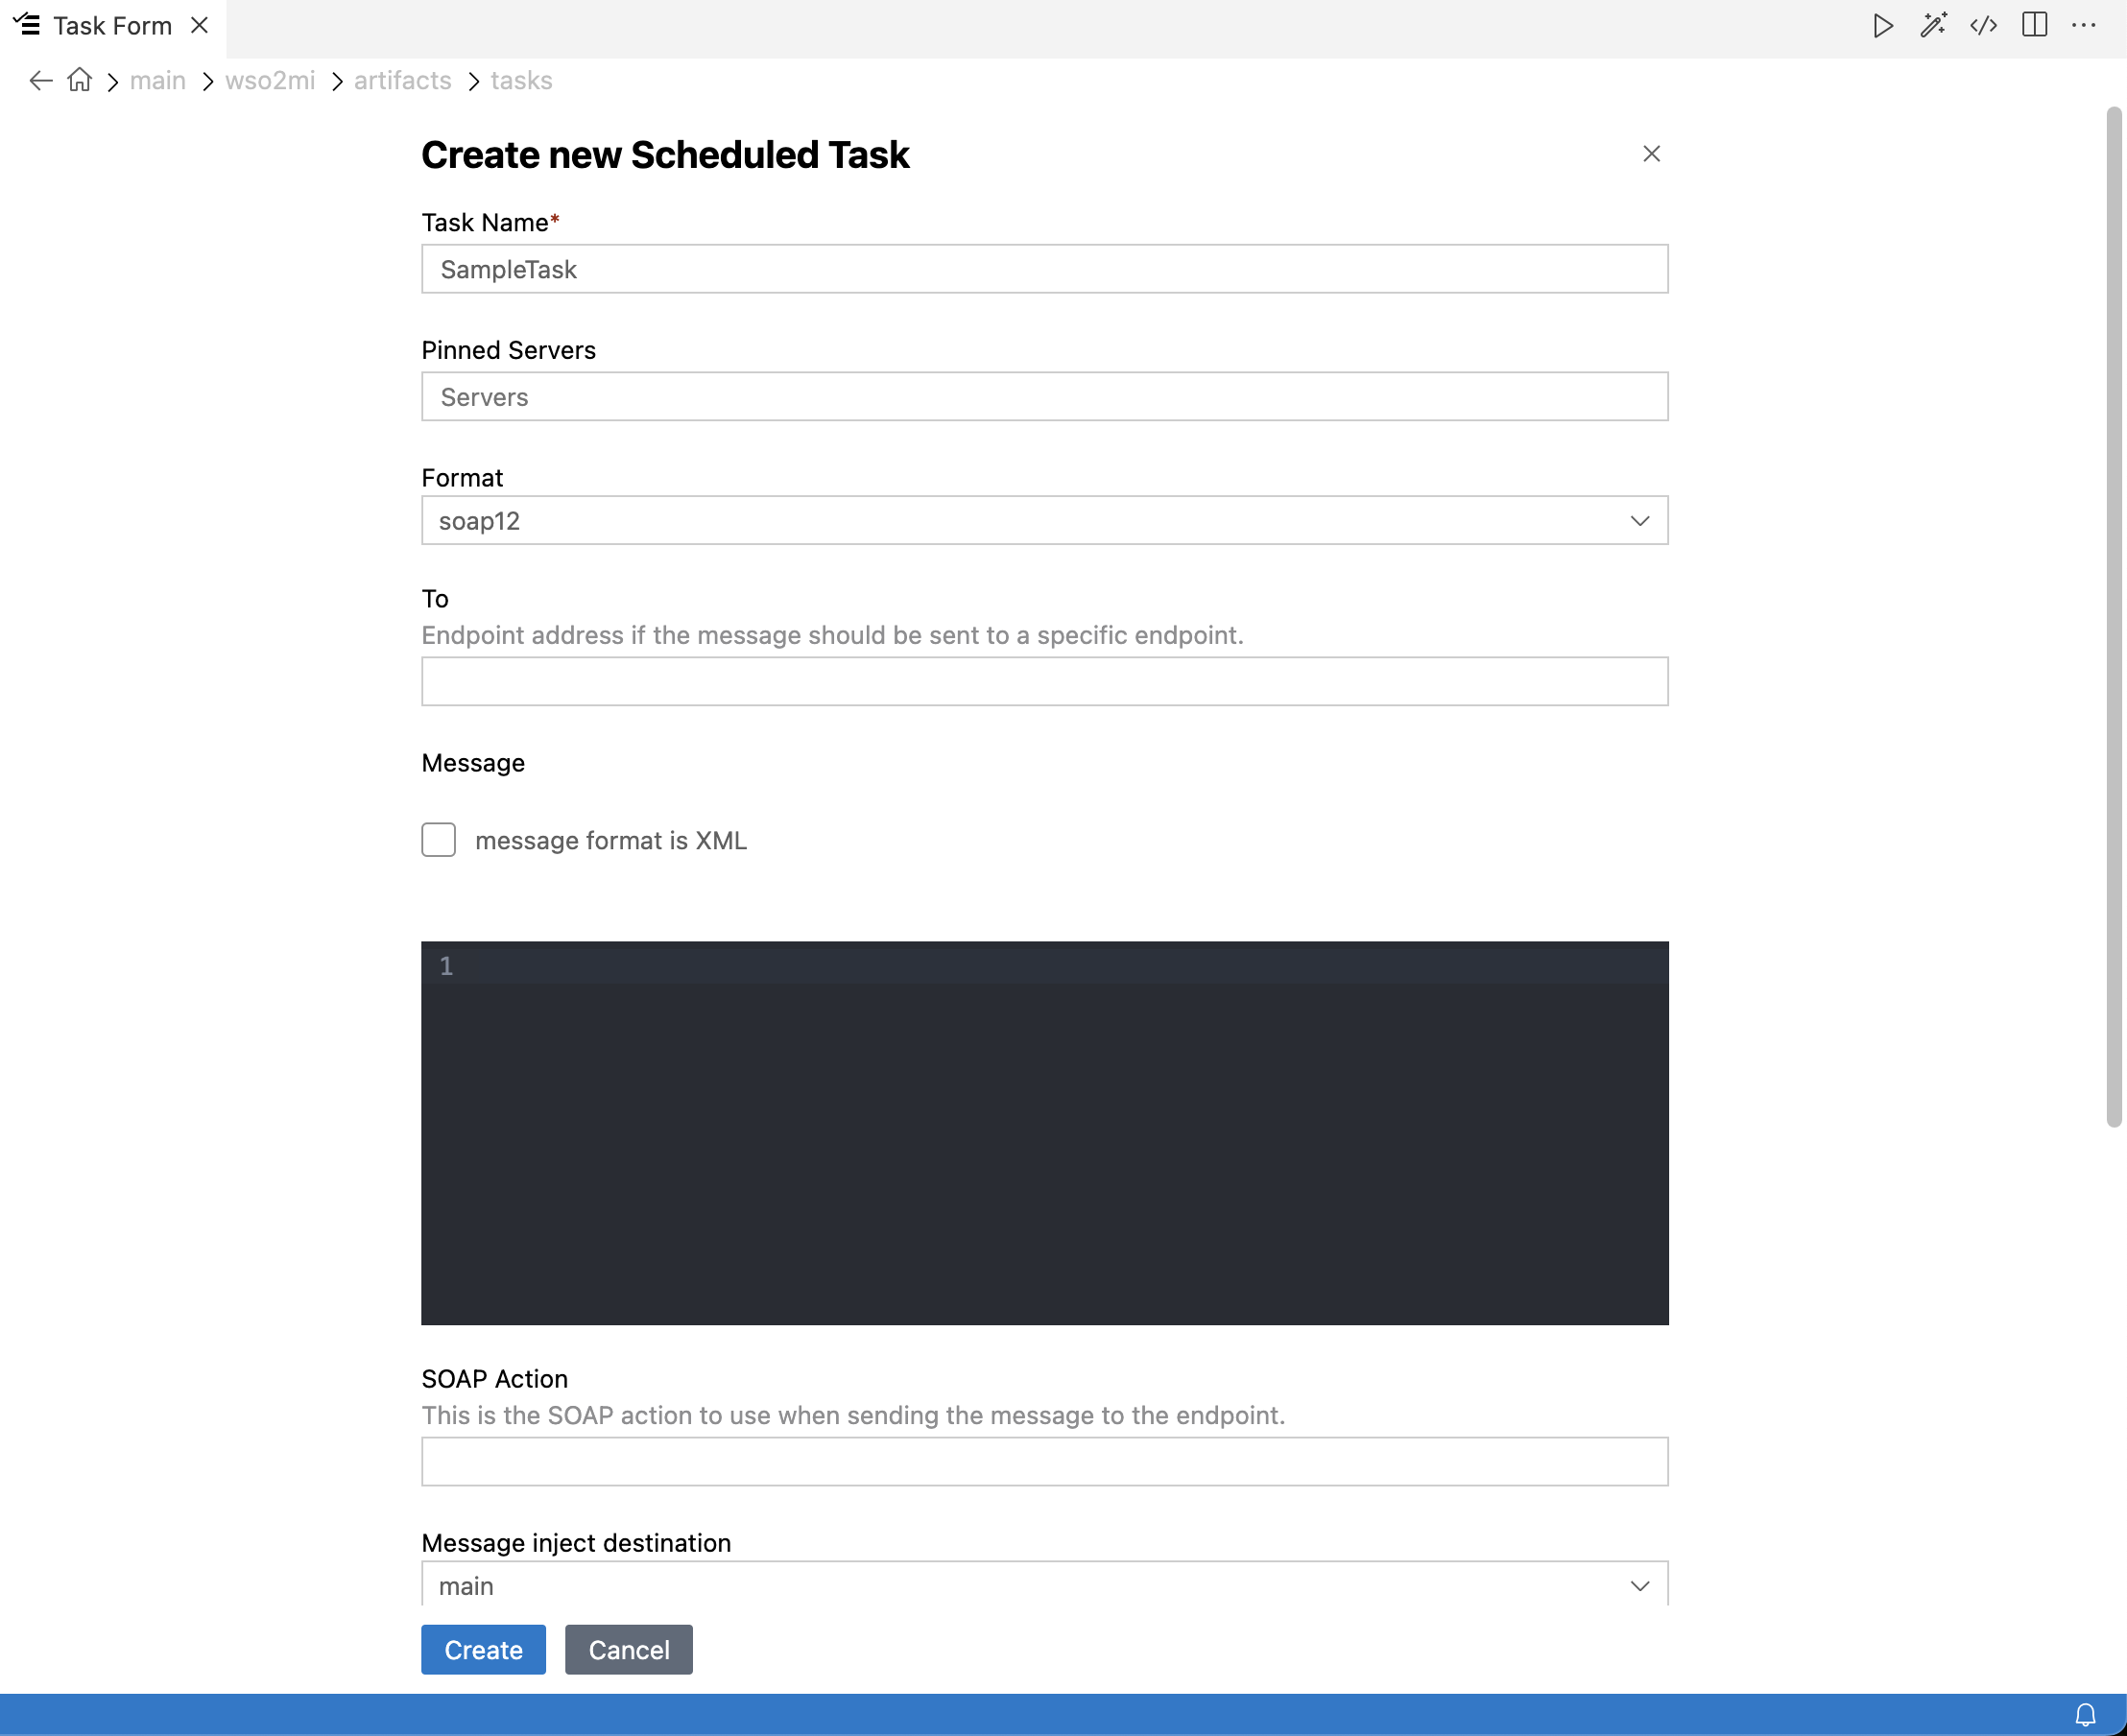 Task Form
main wso2mi artifacts tasks
Create new Scheduled Task
Task Name*
SampleTask
Pinned Servers
Servers
Format
soap12
To
Endpoint address if the message should be sent to a specific endpoint.
Message
message format is XML
1
SOAP Action
This is the SOAP action to use when sending the message to the endpoint.
Message inject destination
main
Create Cancel